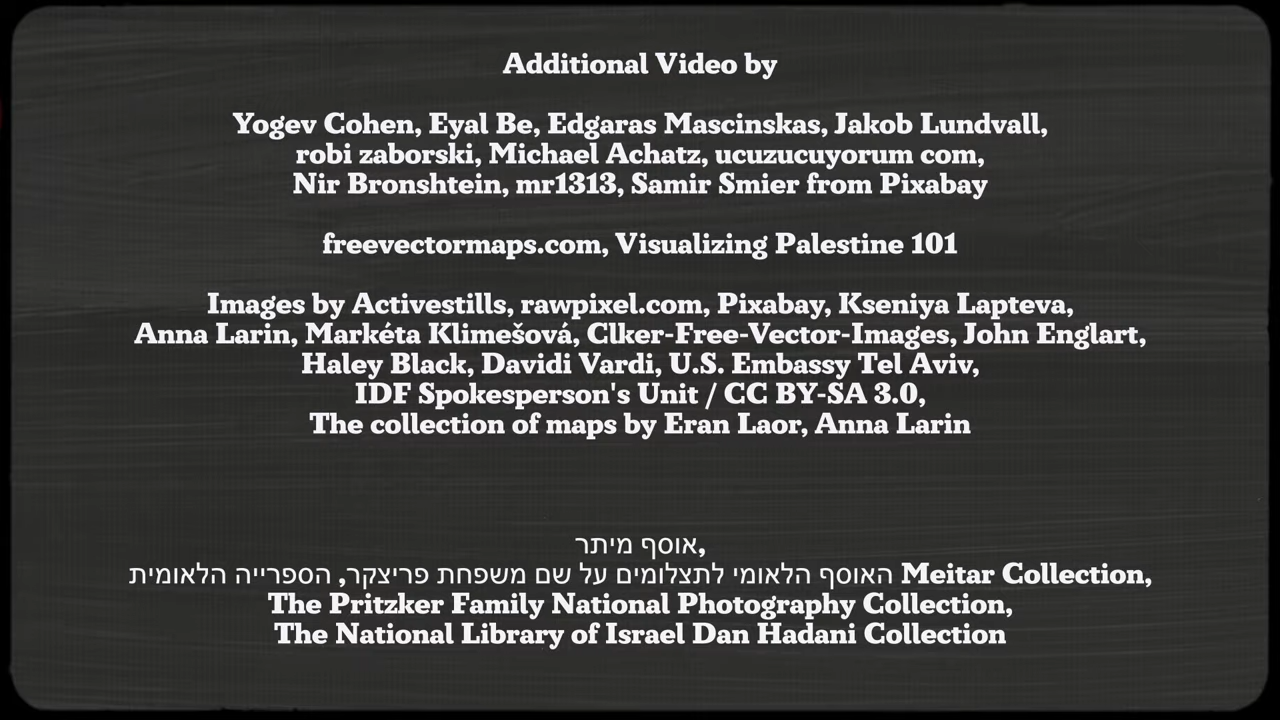 Additional Video by
Yogev Cohen, Eyal Be, Edgaras Mascinskas, Jakob Lundvall,
robi zaborski, Michael Achatz, ucuzucuyorum com,
Nir Bronshtein, mr1313, Samir Smier from Pixabay
freevectormaps.com, Visualizing Palestine 101
Images by Activestills, rawpixel.com, Pixabay, Kseniya Lapteva,
Anna Larin, Markéta Klimešová, Clker-Free-Vector-Images, John Englart,
Haley Black, Davidi Vardi, U.S. Embassy Tel Aviv,
IDF Spokesperson's Unit / CC BY-SA 3.0,
The collection of maps by Eran Laor, Anna Larin
אוסף מיתר,
האוסף הלאומי לתצלומים על שם משפחת פריצקר, הספרייה הלאומית Meitar Collection,
The Pritzker Family National Photography Collection,
The National Library of Israel Dan Hadani Collection